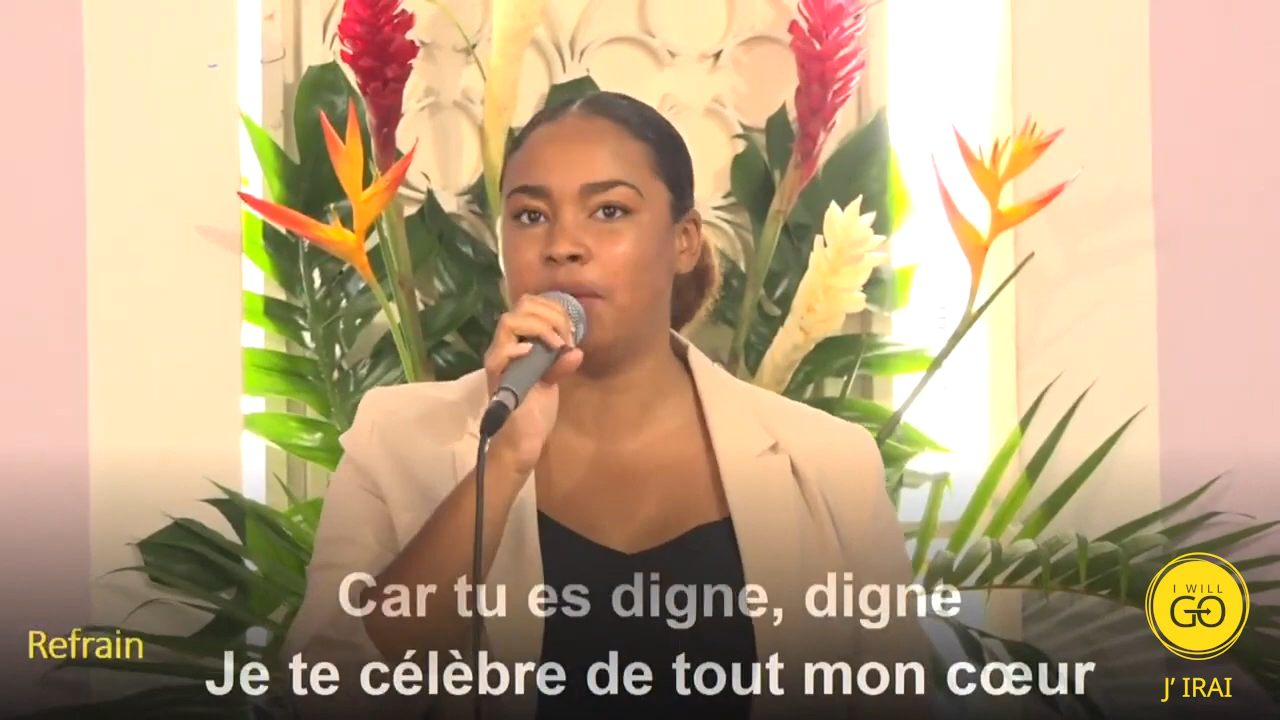 Car tu es digne, digne
Refrain
Je te célèbre de tout mon cœur
I WILL
GO
J' IRAI